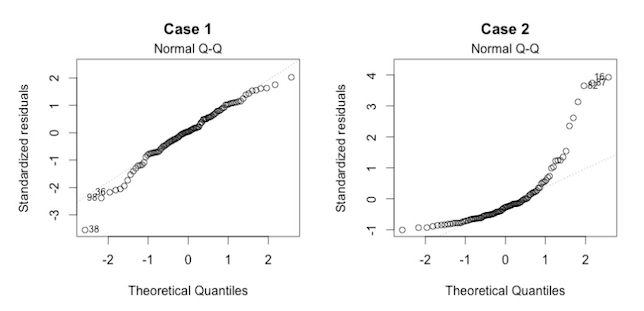 Case 1
Normal Q-Q
Standardized residuals
2
1
0
-1
-2
-3
36
98
38
-2 -1 0 1 2
Theoretical Quantiles
Case 2
Normal Q-Q
Standardized residuals
4
3
2
1
0
-1
16
82
-2 -1 0 1 2
Theoretical Quantiles